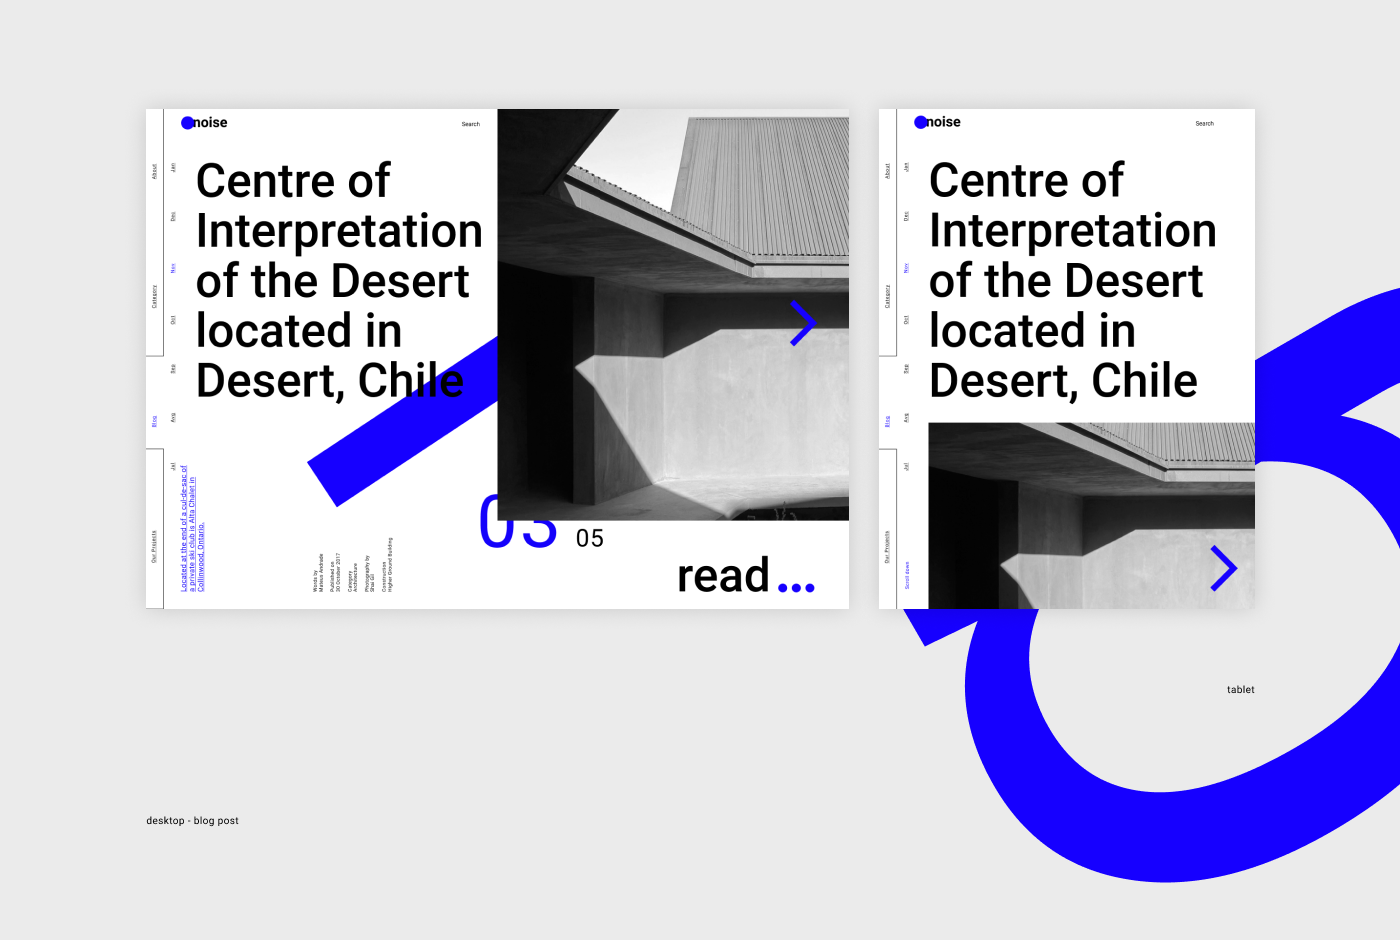 noise
Search
About
Category
Blog
Our Projects
Jan
Dec
Nov
Oct
Sep
Aug
Jul
Centre of
Interpretation
of the Desert
located in
Desert, Chile
Located at the end of a cul-de-sac of
a private ski club is Alta Chalet in
Collinwood, Ontario.
Words by
Mateus Andrade
Published on
30 October 2017
Category
Architecture
Photography by
Shai Gil
Construction
Higher Ground Building
03
05
read...
desktop - blog post
noise
Search
About
Category
Blog
Our Projects
Jan
Dec
Nov
Oct
Sep
Aug
Jul
Scroll down
Centre of
Interpretation
of the Desert
located in
Desert, Chile
tablet